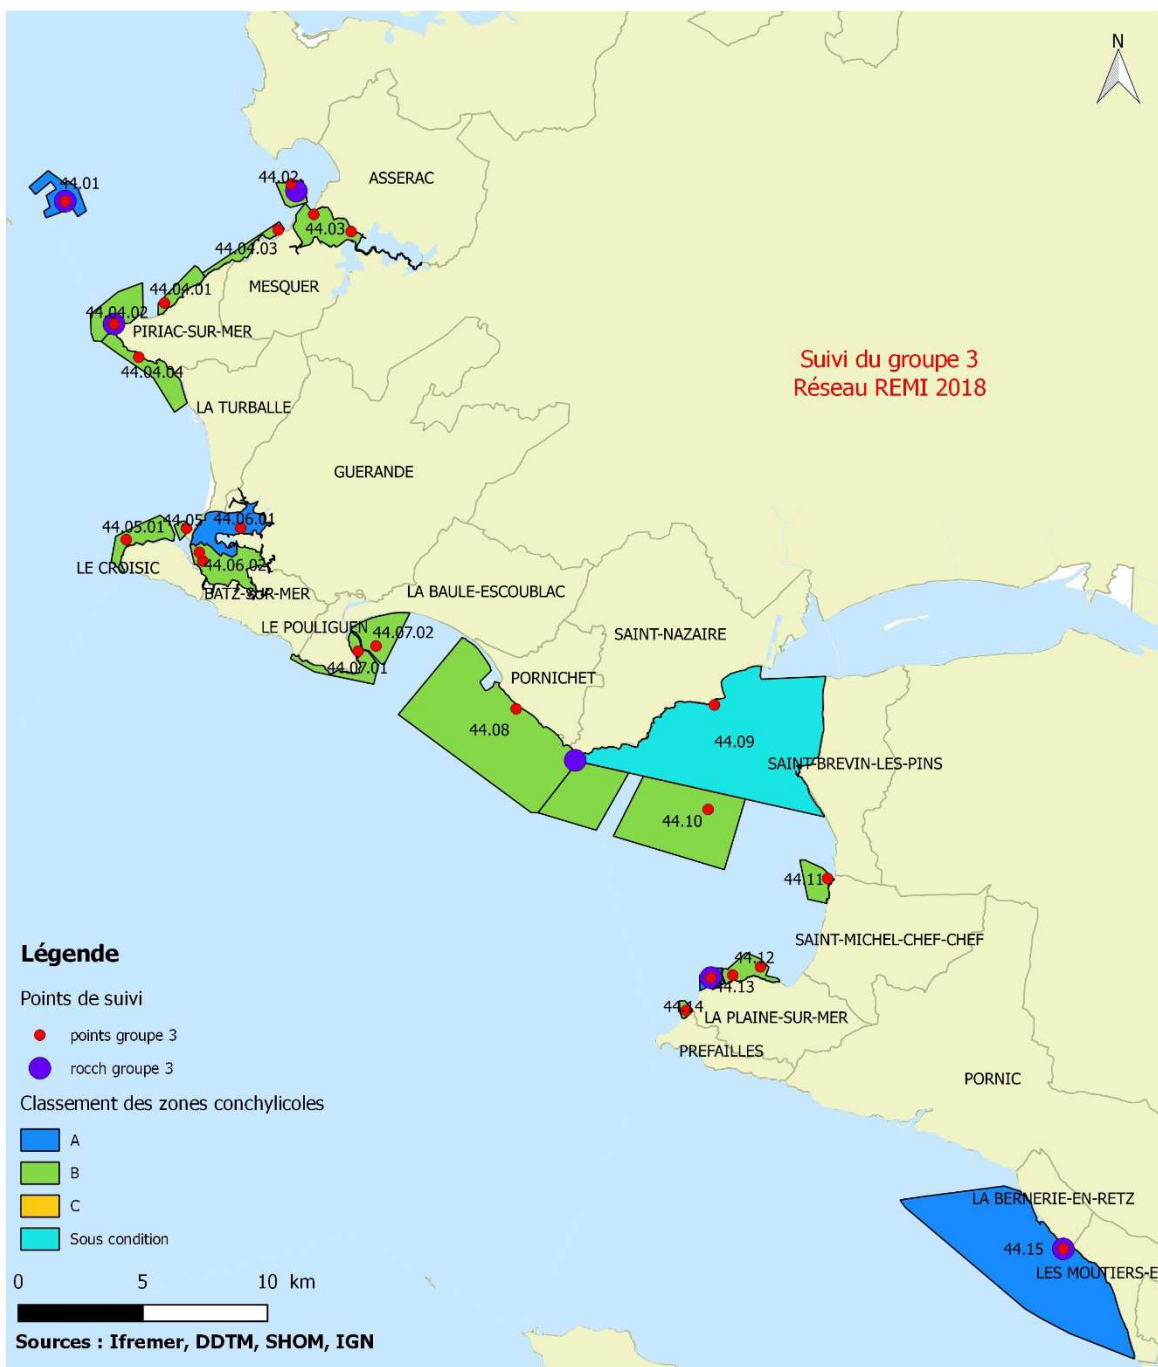 N
ASSERAC
44.01
44.02
44.03
44.04.03
MESQUER
44.04.01
44.04.02
PIRIAC-SUR-MER
44.04.04
Suivi du groupe 3
Réseau REMI 2018
LA TURBALLE
GUERANDE
44.05.01
44.05
44.06.01
LE CROISIC
44.06.02
BATZ-SUR-MER
LA BAULE-ESCOUBLAC
LE POULIGUEN
44.07.02
44.07.01
SAINT-NAZAIRE
PORNICHET
44.08
44.09
SAINT-BREVIN-LES-PINS
44.10
44.11
SAINT-MICHEL-CHEF-CHEF
44.12
44.13
44.14
LA PLAINE-SUR-MER
PREFAILLES
PORNIC
LA BERNERIE-EN-RETZ
44.15
LES MOUTIERS-E
Légende
Points de suivi
points groupe 3
rocch groupe 3
Classement des zones conchylicoles
A
B
C
Sous condition
0 5 10 km
Sources : Ifremer, DDTM, SHOM, IGN